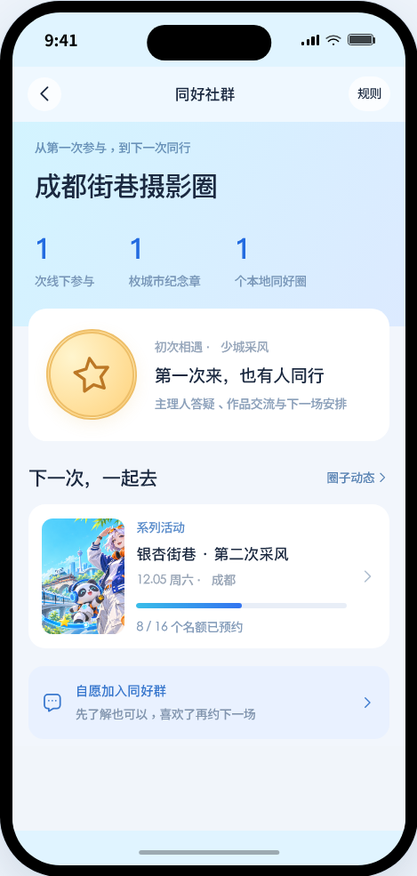 9:41
同好社群
规则
从第一次参与，到下一次同行
成都街巷摄影圈
1
1
1
次线下参与
枚城市纪念章
个本地同好圈
初次相遇· 少城采风
第一次来，也有人同行
主理人答疑、作品交流与下一场安排
下一次，一起去
圈子动态
系列活动
银杏街巷·第二次采风
12.05 周六· 成都
8 / 16 个名额已预约
自愿加入同好群
先了解也可以，喜欢了再约下一场